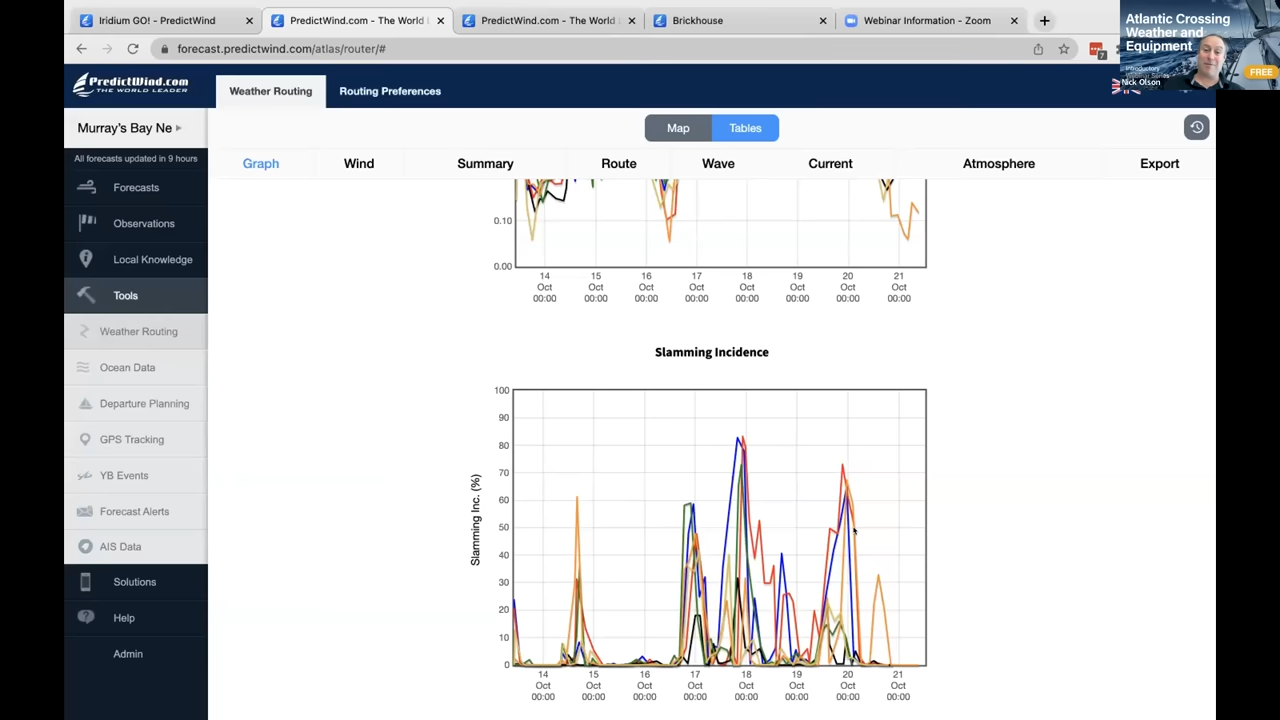 Iridium GO! - PredictWind
PredictWind.com - The World
PredictWind.com - The World
Brickhouse
Webinar Information - Zoom
forecast.predictwind.com/atlas/router/#
7
Atlantic Crossing
Weather and
Equipment
Introductory
Nick Olson
FREE
PredictWind.com
THE WORLD LEADER
Weather Routing
Routing Preferences
Murray's Bay Ne
Map
Tables
All forecasts updated in 9 hours
Graph
Wind
Summary
Route
Wave
Current
Atmosphere
Export
Forecasts
Observations
Local Knowledge
Tools
Weather Routing
Ocean Data
Departure Planning
GPS Tracking
YB Events
Forecast Alerts
AIS Data
Solutions
Help
Admin
0.10
0.00
14 15 16 17 18 19 20 21
Oct Oct Oct Oct Oct Oct Oct Oct
00:00 00:00 00:00 00:00 00:00 00:00 00:00 00:00
Slamming Incidence
Slamming Inc. (%)
100
90
80
70
60
50
40
30
20
10
0
14 15 16 17 18 19 20 21
Oct Oct Oct Oct Oct Oct Oct Oct
00:00 00:00 00:00 00:00 00:00 00:00 00:00 00:00